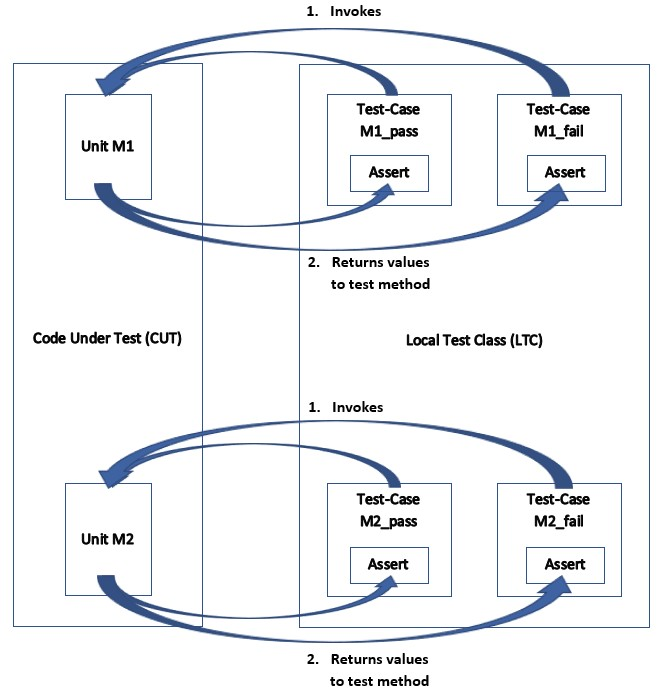 1. Invokes
Test-Case
M1_pass
Test-Case
M1_fail
Unit M1
Assert
Assert
2. Returns values
to test method
Code Under Test (CUT)
Local Test Class (LTC)
1. Invokes
Test-Case
M2_pass
Test-Case
M2_fail
Unit M2
Assert
Assert
2. Returns values
to test method